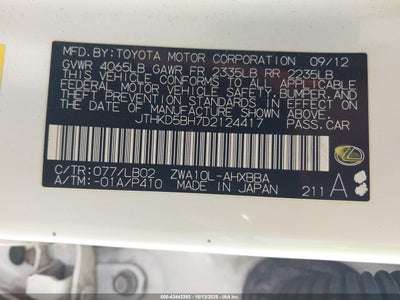 MFD.BY:TOYOTA MOTOR CORPORATION 09/12
GVWR 4065LB GAWR FR 2335LB RR 2235LB
THIS VEHICLE CONFORMS TO ALL APPLICABLE
FEDERAL MOTOR VEHICLE SAFETY,BUMPER,AND
THEFT PREVENTION STANDARDS IN EFFECT ON
THE DATE OF MANUFACTURE SHOWN ABOVE.
JTHKD5BH7D2124417 PASS.CAR
C/TR:077/LB02 ZWA10L-AHXBBA
A/TM:-01A/P410 MADE IN JAPAN 211 A